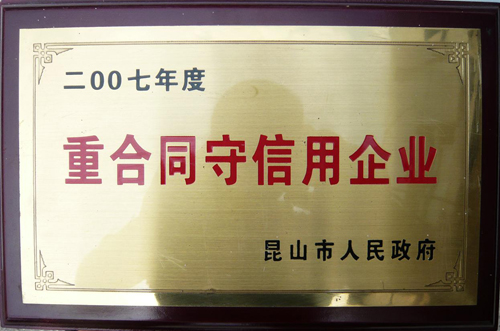 二00七年度
重合同守信用企业
昆山市人民政府